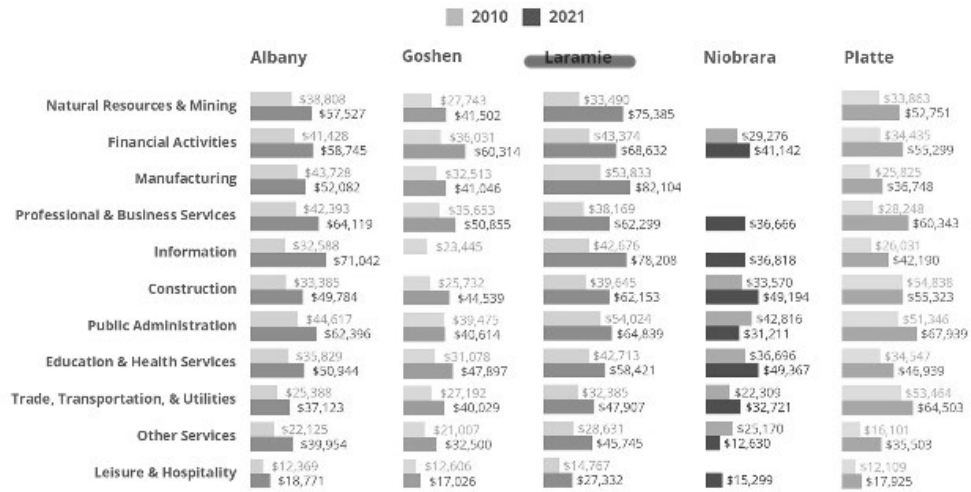 2010 2021
Albany Goshen Laramie Niobrara Platte
Natural Resources & Mining $38,808 $27,743 $33,490 $33,863
$57,527 $41,502 $75,385 $52,751
Financial Activities $41,428 $36,031 $43,374 $29,276 $34,435
$58,745 $60,314 $68,632 $41,142 $55,299
Manufacturing $43,728 $32,513 $53,833 $25,825
$52,082 $41,046 $82,104 $36,748
Professional & Business Services $42,393 $35,653 $38,169 $28,248
$64,119 $50,855 $62,299 $36,666 $60,343
Information $32,588 $23,445 $42,676 $26,031
$71,042 $78,208 $36,818 $42,190
Construction $33,385 $25,732 $39,645 $33,570 $54,838
$49,784 $44,539 $62,153 $49,194 $55,323
Public Administration $44,617 $39,475 $54,024 $42,816 $51,346
$62,396 $40,614 $64,839 $31,211 $67,939
Education & Health Services $35,829 $31,078 $42,713 $36,696 $34,547
$50,944 $47,897 $58,421 $49,367 $46,939
Trade, Transportation, & Utilities $25,388 $27,192 $32,385 $22,309 $53,464
$37,123 $40,029 $47,907 $32,721 $64,503
Other Services $22,125 $21,007 $28,631 $25,170 $16,101
$39,954 $32,500 $45,745 $12,630 $35,503
Leisure & Hospitality $12,369 $12,606 $14,767 $12,109
$18,771 $17,026 $27,332 $15,299 $17,925